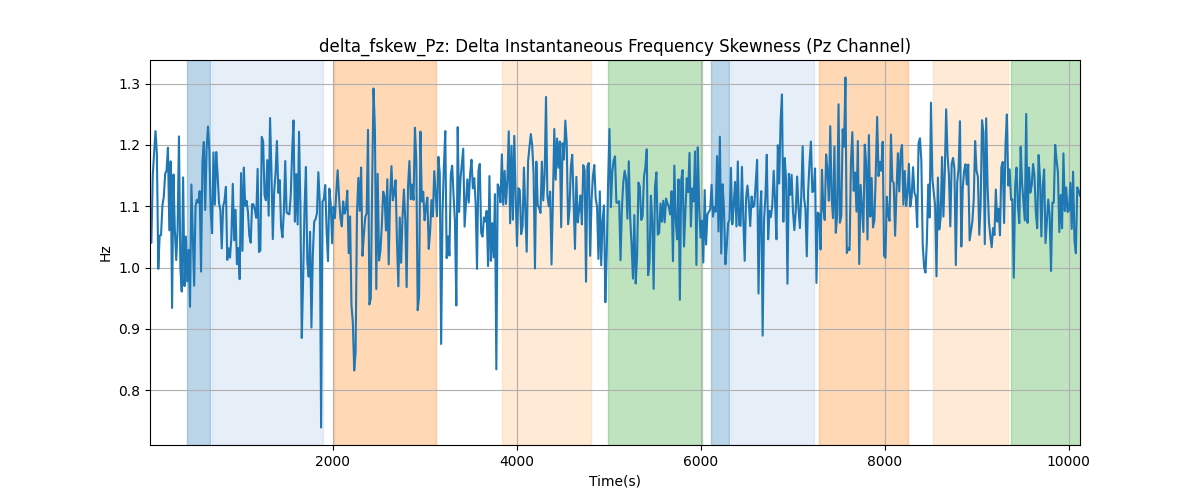 delta_fskew_Pz: Delta Instantaneous Frequency Skewness (Pz Channel)
1.3
1.2
1.1
1.0
0.9
0.8
Hz
2000 4000 6000 8000 10000
Time(s)